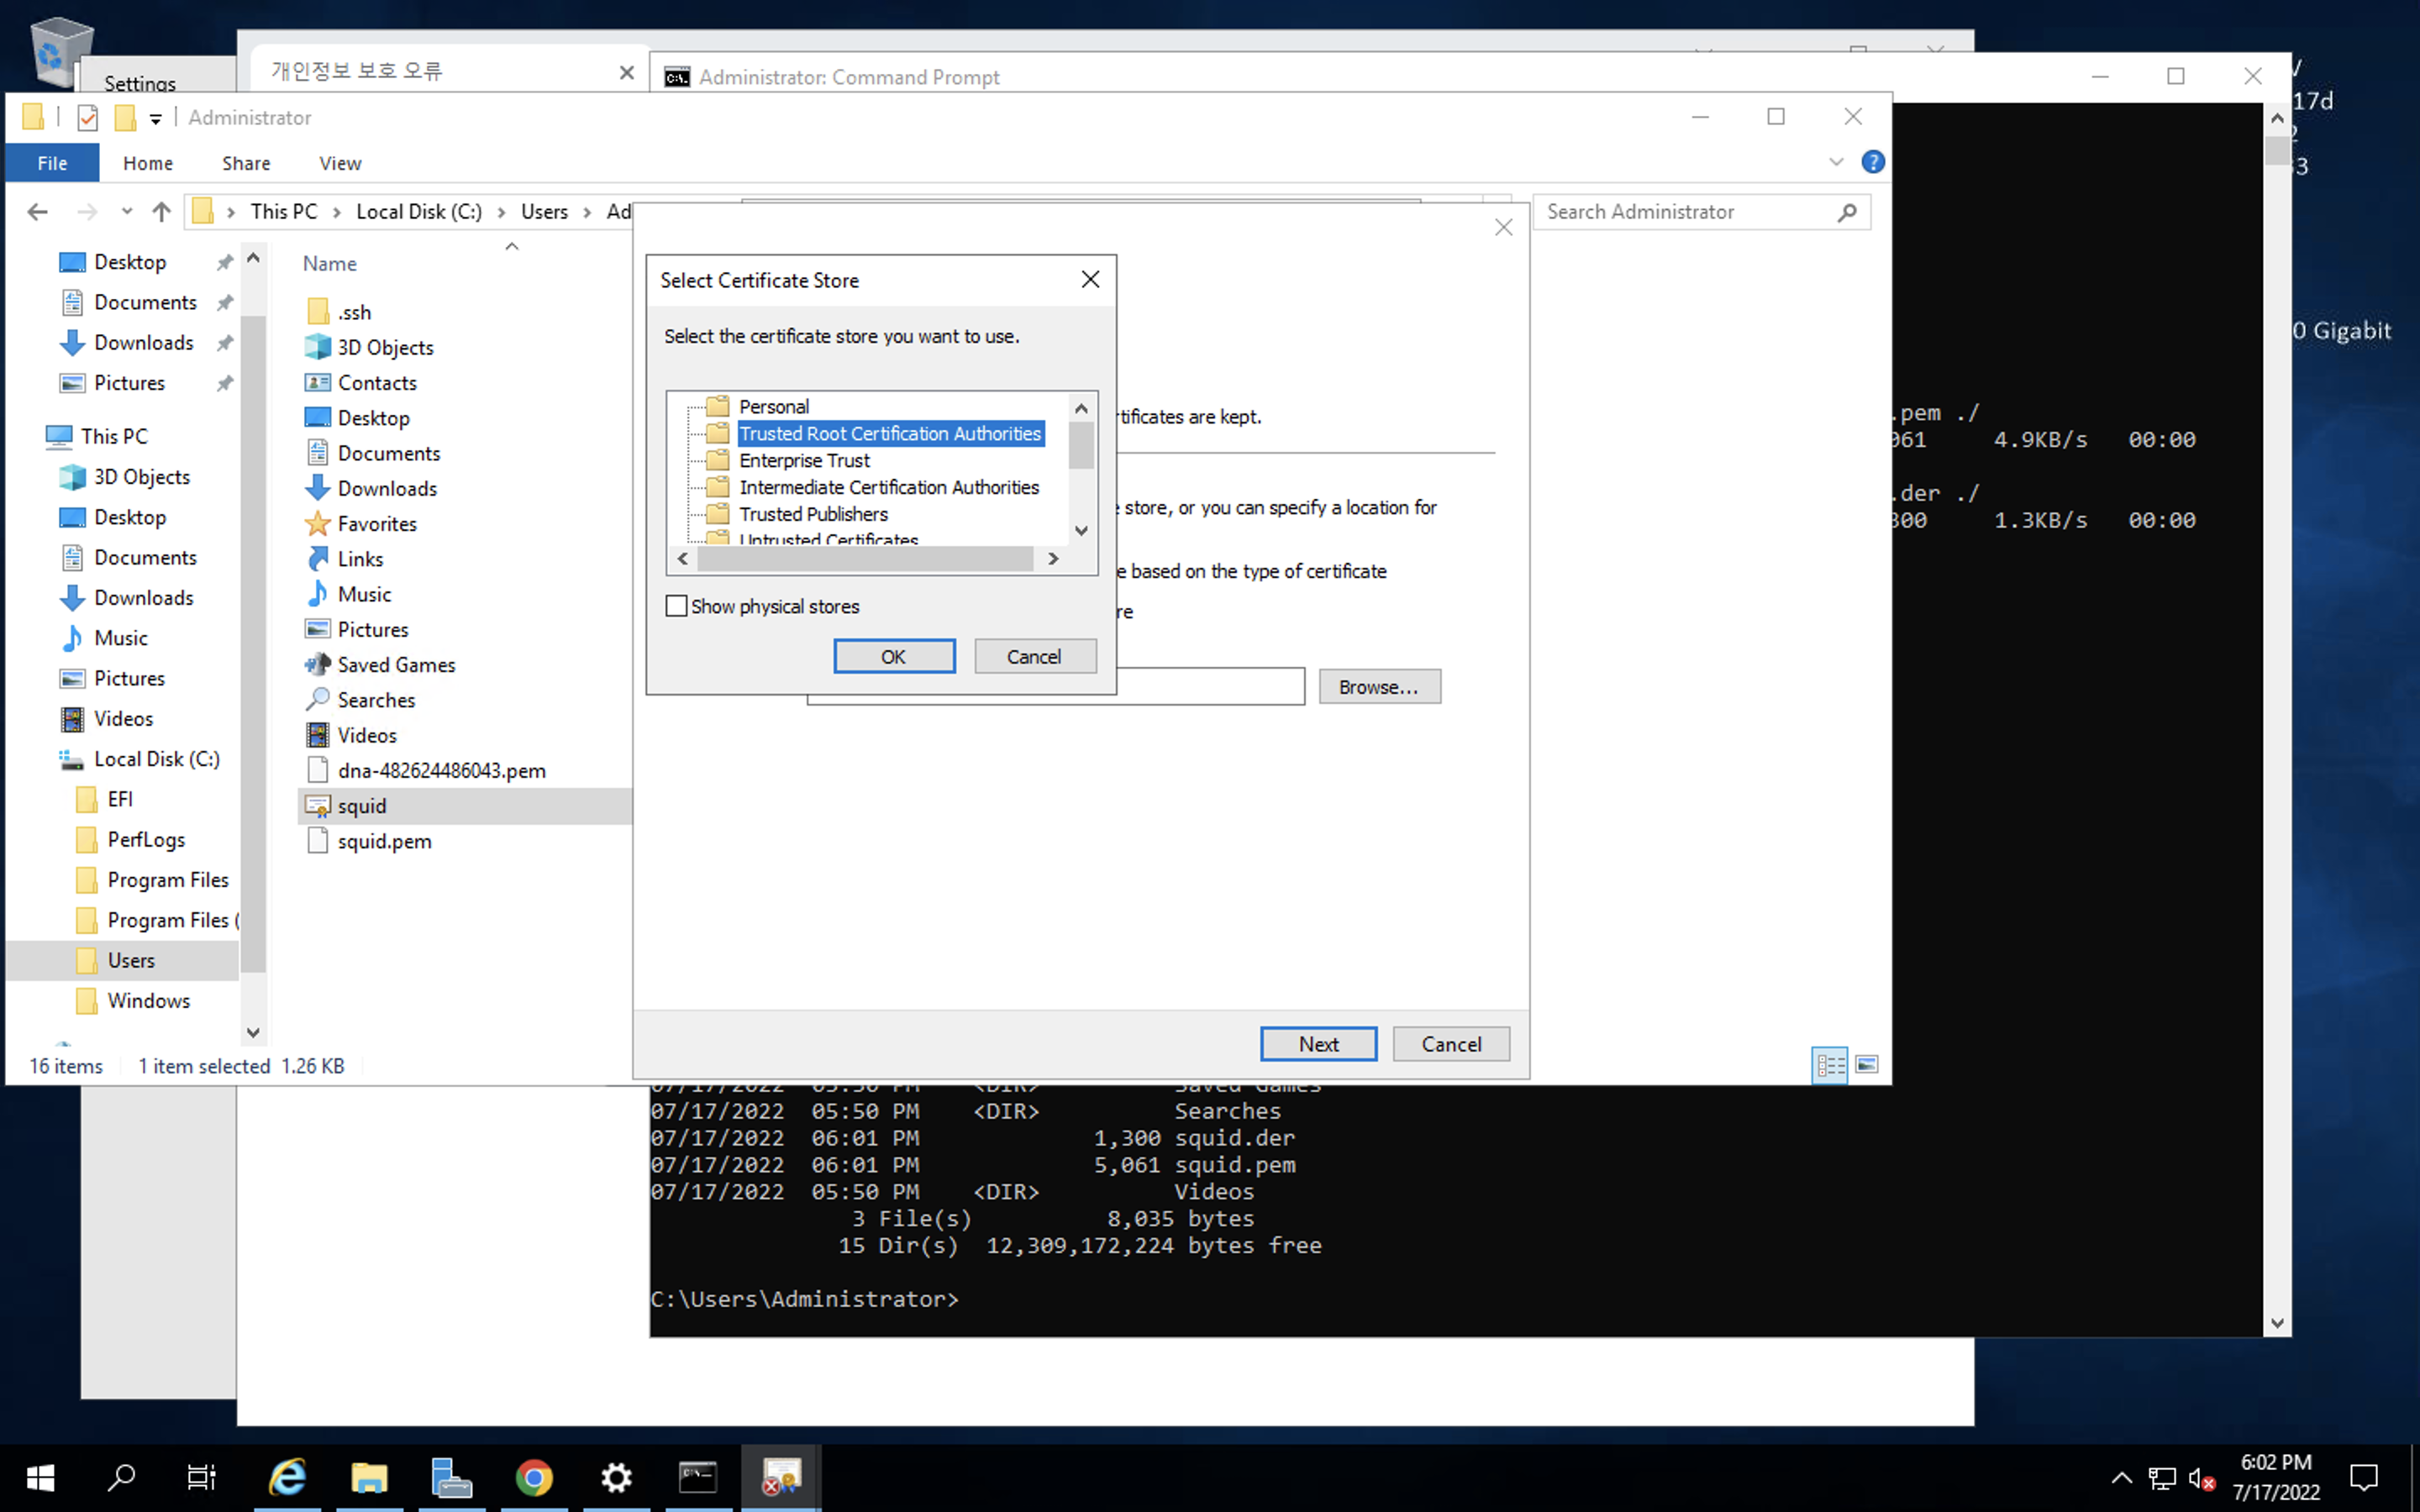 Settings
개인정보 보호 오류
Administrator: Command Prompt
17d
Administrator
File
Home
Share
View
This PC
Local Disk (C:)
Users
Search Administrator
Desktop
Documents
Downloads
Pictures
This PC
3D Objects
Desktop
Documents
Downloads
Music
Pictures
Videos
Local Disk (C:)
EFI
PerfLogs
Program Files
Program Files (
Users
Windows
Name
.ssh
3D Objects
Contacts
Desktop
Documents
Downloads
Favorites
Links
Music
Pictures
Saved Games
Searches
Videos
dna-482624486043.pem
squid
squid.pem
Select Certificate Store
Select the certificate store you want to use.
Personal
Trusted Root Certification Authorities
Enterprise Trust
Intermediate Certification Authorities
Trusted Publishers
Untrusted Certificates
Show physical stores
OK
Cancel
are kept.
store, or you can specify a location for
based on the type of certificate
Browse...
Next
Cancel
0 Gigabit
.pem ./
061 4.9KB/s 00:00
.der ./
300 1.3KB/s 00:00
16 items
1 item selected 1.26 KB
07/17/2022 05:50 PM <DIR> Saved Games
07/17/2022 05:50 PM <DIR> Searches
07/17/2022 06:01 PM 1,300 squid.der
07/17/2022 06:01 PM 5,061 squid.pem
07/17/2022 05:50 PM <DIR> Videos
3 File(s) 8,035 bytes
15 Dir(s) 12,309,172,224 bytes free
C:\Users\Administrator>
6:02 PM
7/17/2022